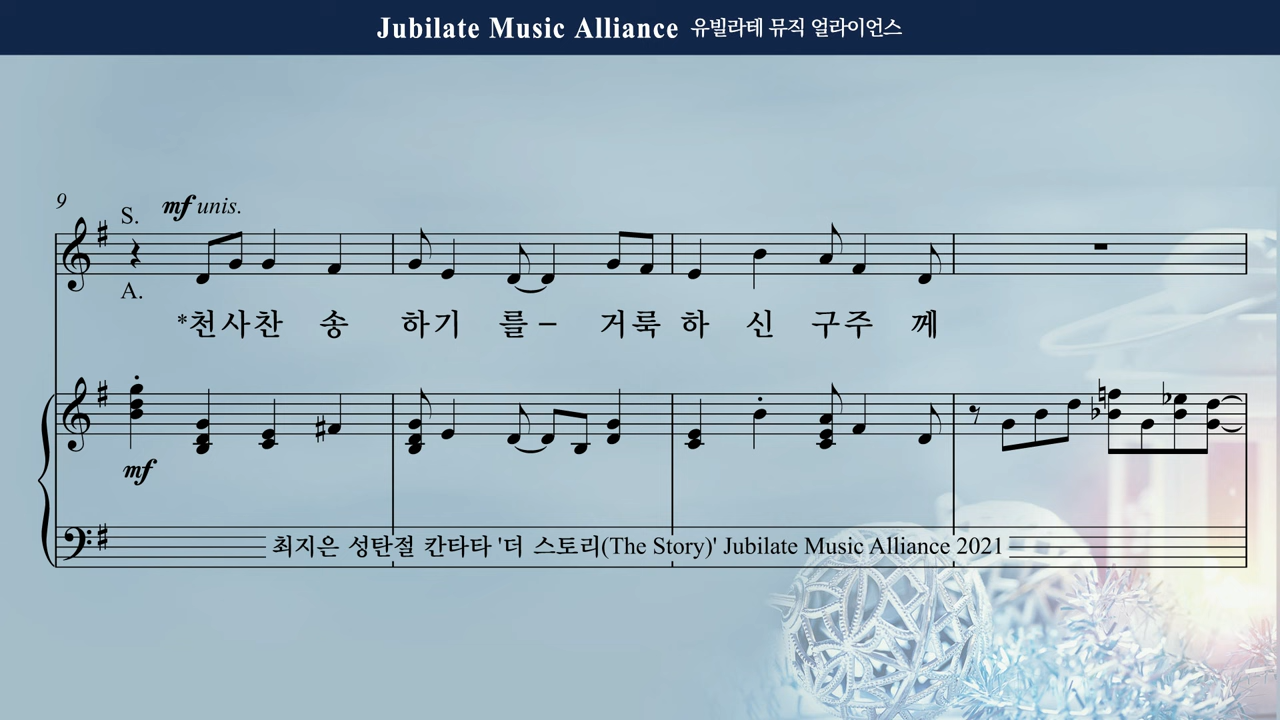 Jubilate Music Alliance 유빌라테 뮤직 얼라이언스
9
S.
mf unis.
A.
*천사찬 송 하기 를 – 거룩 하 신 구주 께
mf
최지은 성탄절 칸타타 '더 스토리(The Story)' Jubilate Music Alliance 2021